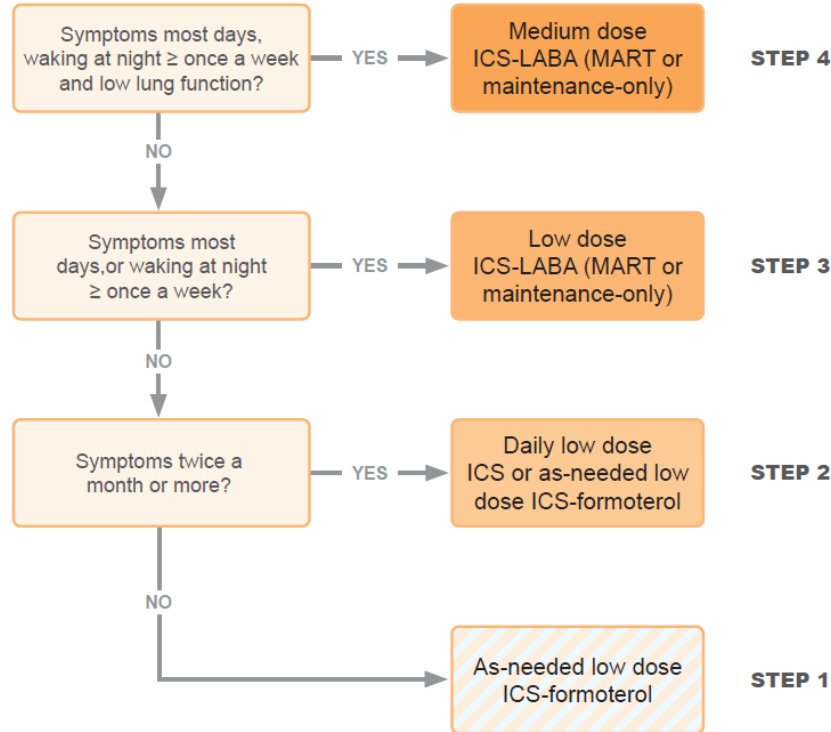 Symptoms most days,
waking at night ≥ once a week
and low lung function?
YES
Medium dose
ICS-LABA (MART or
maintenance-only)
STEP 4
NO
Symptoms most
days,or waking at night
≥ once a week?
YES
Low dose
ICS-LABA (MART or
maintenance-only)
STEP 3
NO
Symptoms twice a
month or more?
YES
Daily low dose
ICS or as-needed low
dose ICS-formoterol
STEP 2
NO
As-needed low dose
ICS-formoterol
STEP 1